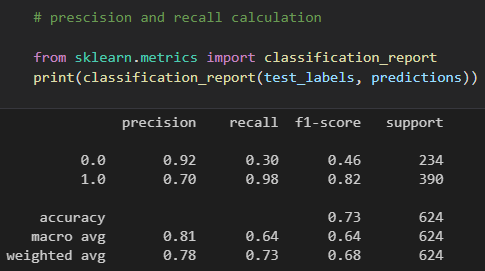 # prescision and recall calculation
from sklearn.metrics import classification_report
print(classification_report(test_labels, predictions))
precision recall f1-score support
0.0 0.92 0.30 0.46 234
1.0 0.70 0.98 0.82 390
accuracy 0.73 624
macro avg 0.81 0.64 0.64 624
weighted avg 0.78 0.73 0.68 624